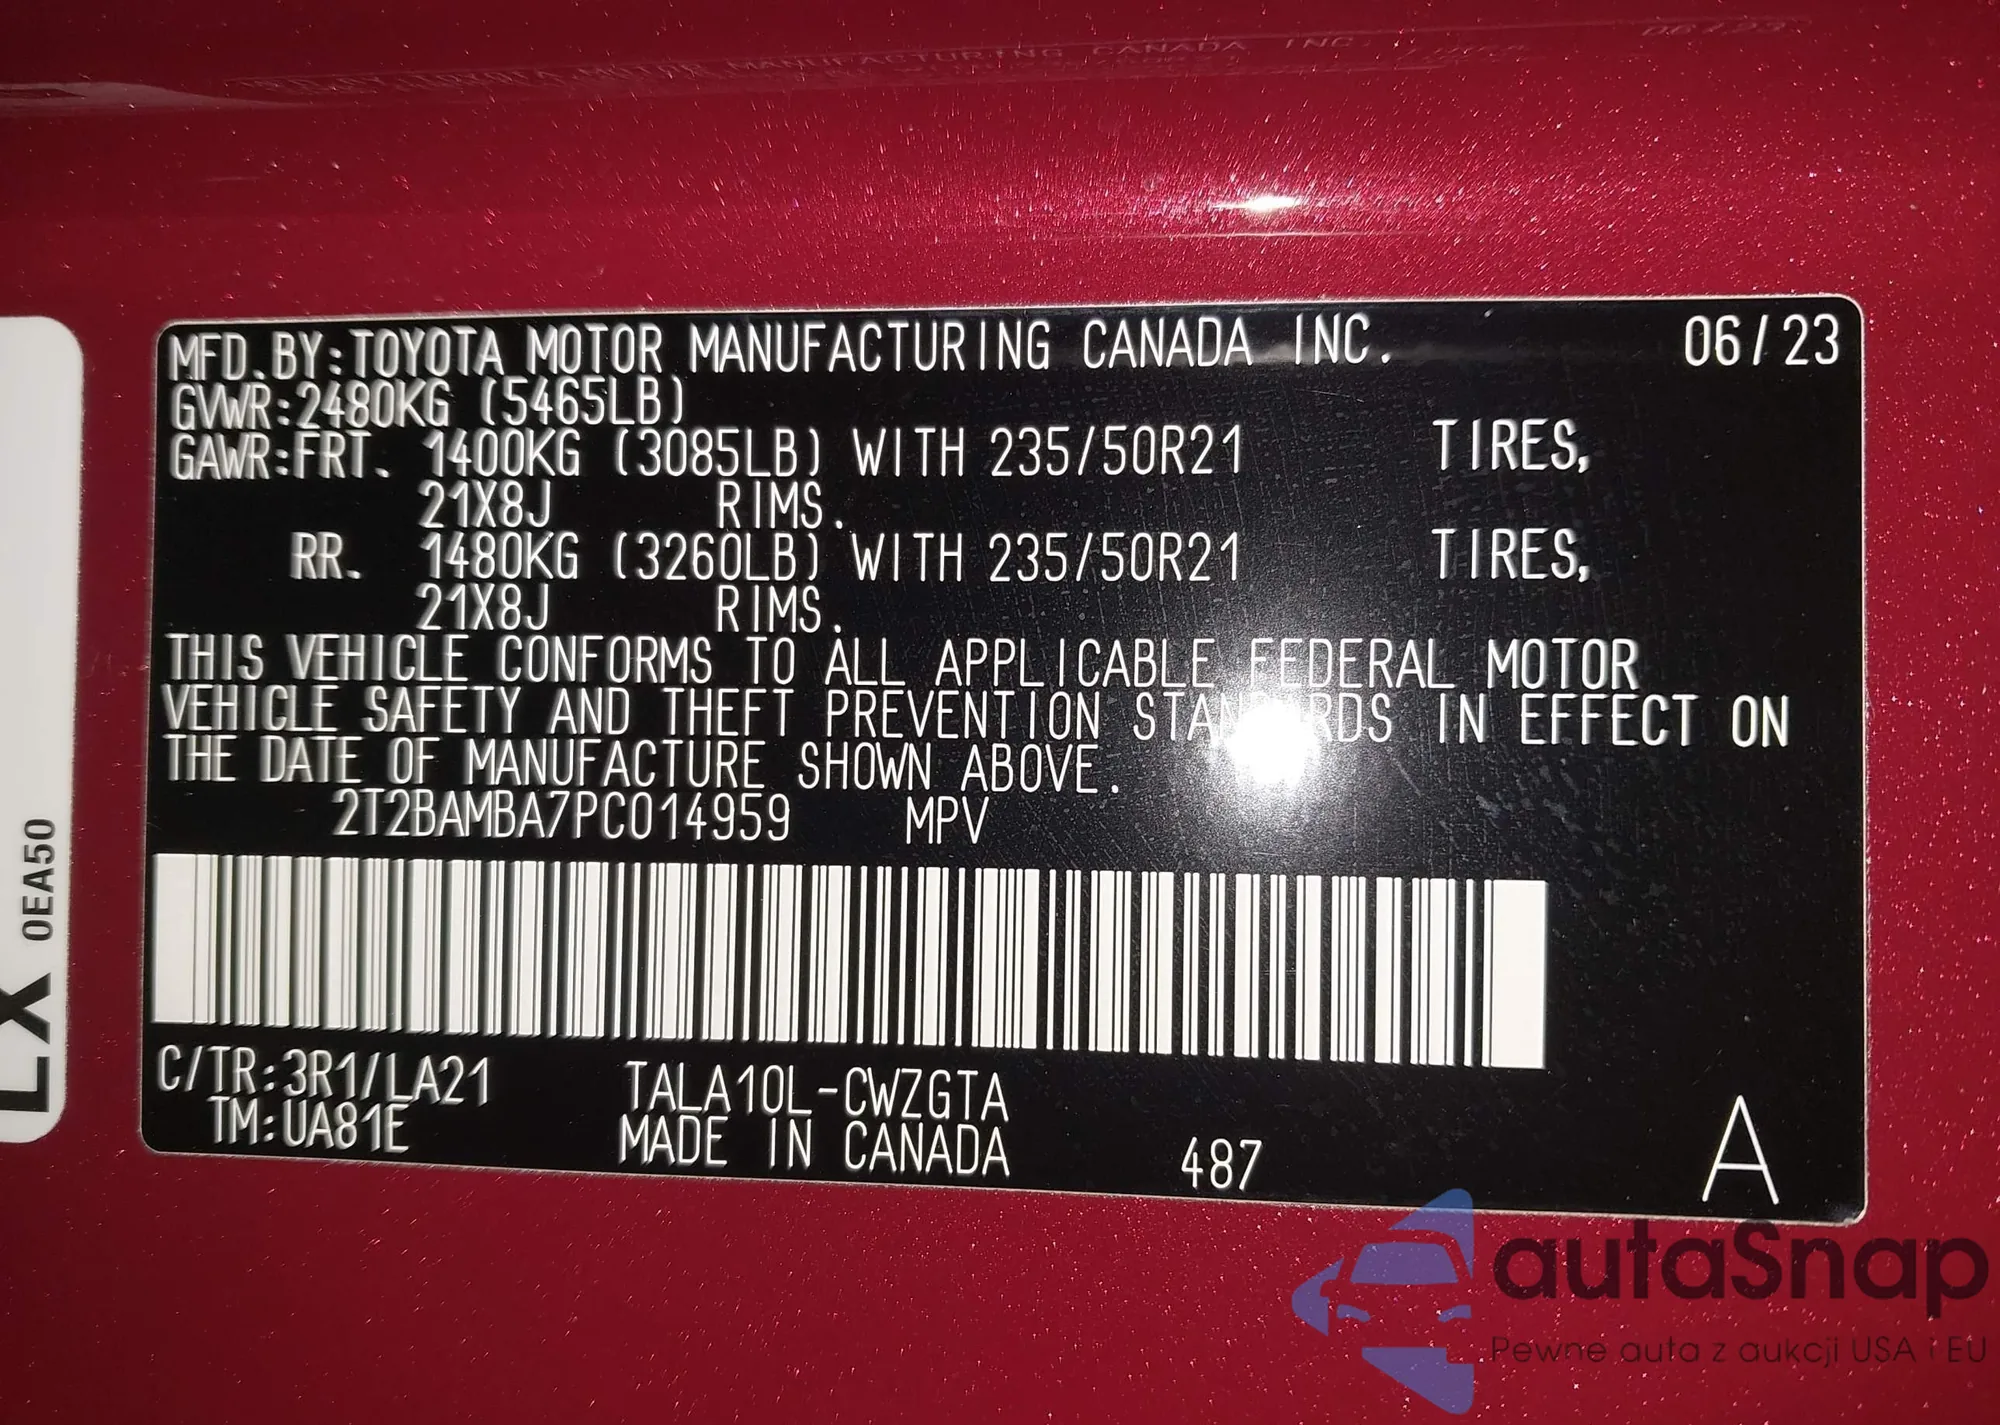 MFD.BY:TOYOTA MOTOR MANUFACTURING CANADA INC. 06/23
GVWR:2480KG (5465LB)
GAWR:FRT. 1400KG (3085LB) WITH 235/50R21 TIRES,
21X8J RIMS.
RR. 1480KG (3260LB) WITH 235/50R21 TIRES,
21X8J RIMS.
THIS VEHICLE CONFORMS TO ALL APPLICABLE FEDERAL MOTOR
VEHICLE SAFETY AND THEFT PREVENTION STANDARDS IN EFFECT ON
THE DATE OF MANUFACTURE SHOWN ABOVE.
2T2BAMBA7PC014959 MPV
C/TR:3R1/LA21 TALA10L-CWZGTA
TM:UA81E MADE IN CANADA 487 A
0EA50
autaSnap
Pewne auta z aukcji USA i EU